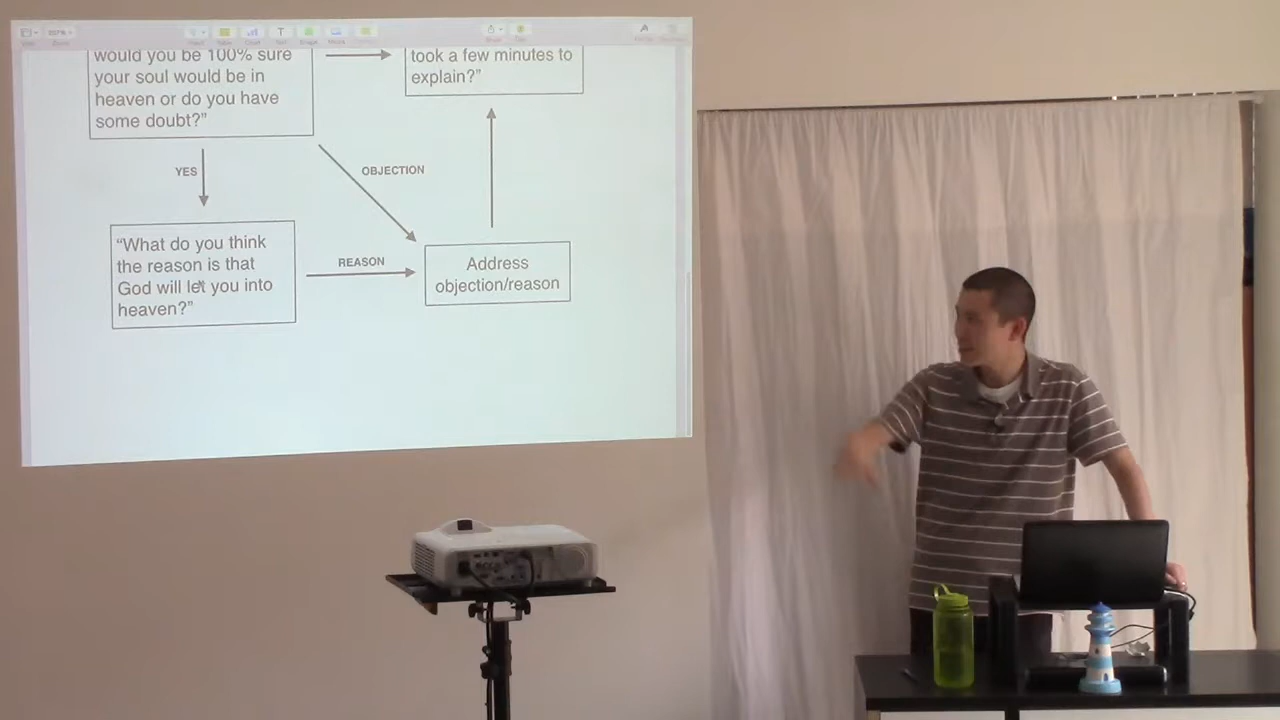 would you be 100% sure
your soul would be in
heaven or do you have
some doubt?”
took a few minutes to
explain?”
YES
OBJECTION
“What do you think
the reason is that
God will let you into
heaven?”
REASON
Address
objection/reason